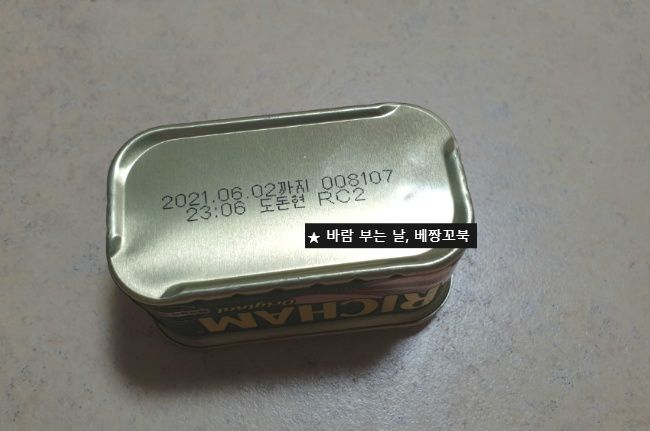 2021.06.02까지 008107
23:06 도돈현 RC2
★ 바람 부는 날, 베짱꼬북
RICHAM
Original